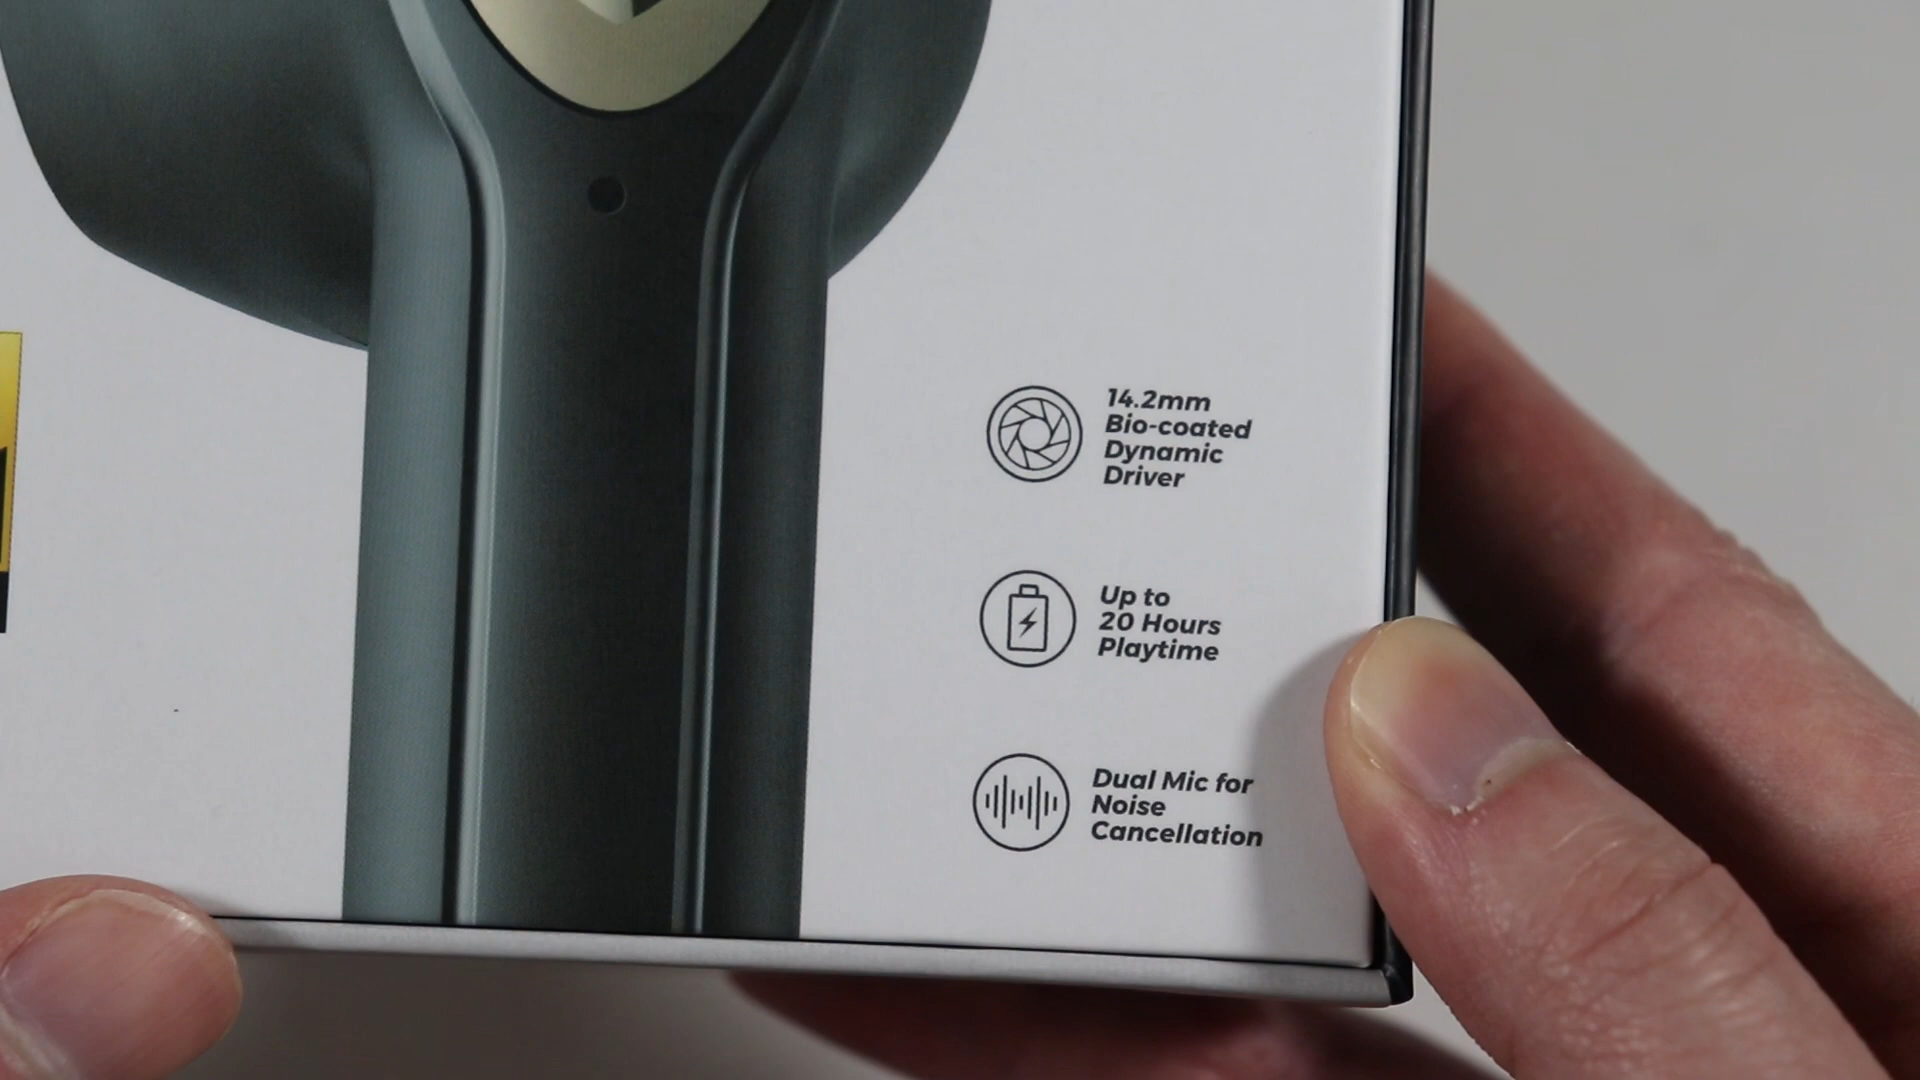 14.2mm
Bio-coated
Dynamic
Driver
Up to
20 Hours
Playtime
Dual Mic for
Noise
Cancellation